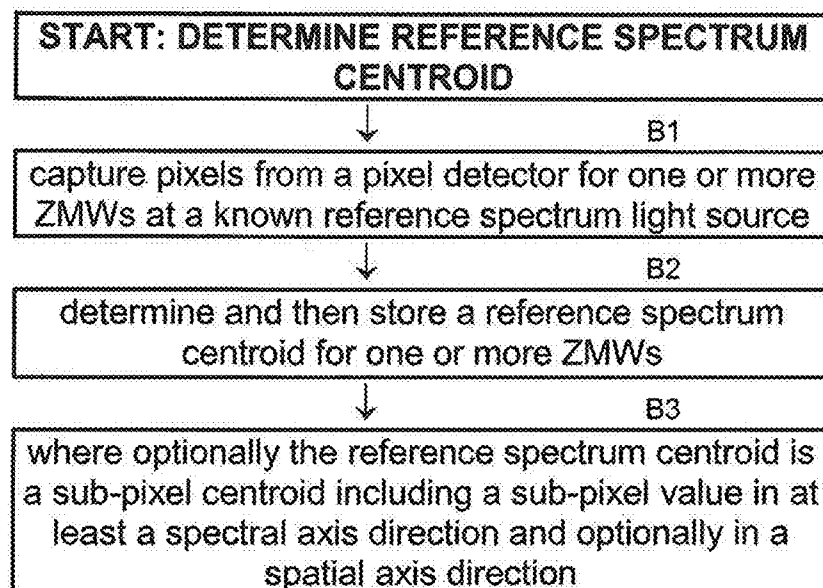 START: DETERMINE REFERENCE SPECTRUM
CENTROID
B1
capture pixels from a pixel detector for one or more
ZMWs at a known reference spectrum light source
B2
determine and then store a reference spectrum
centroid for one or more ZMWs
B3
where optionally the reference spectrum centroid is
a sub-pixel centroid including a sub-pixel value in at
least a spectral axis direction and optionally in a
spatial axis direction